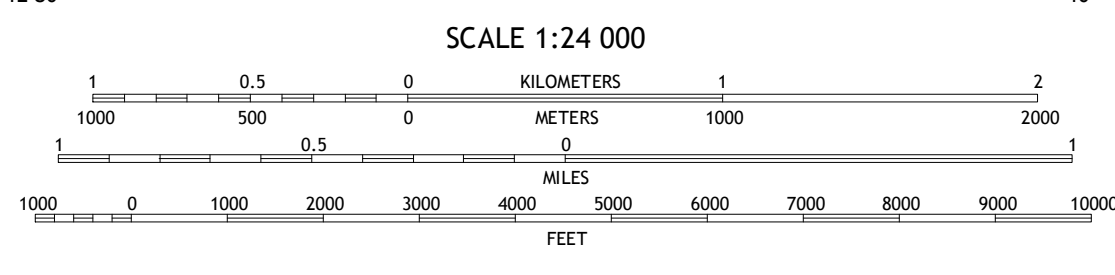 SCALE 1:24 000
1 0.5 0 KILOMETERS 1 2
1000 500 0 METERS 1000 2000
1 0.5 0 1
MILES
1000 0 1000 2000 3000 4000 5000 6000 7000 8000 9000 10000
FEET